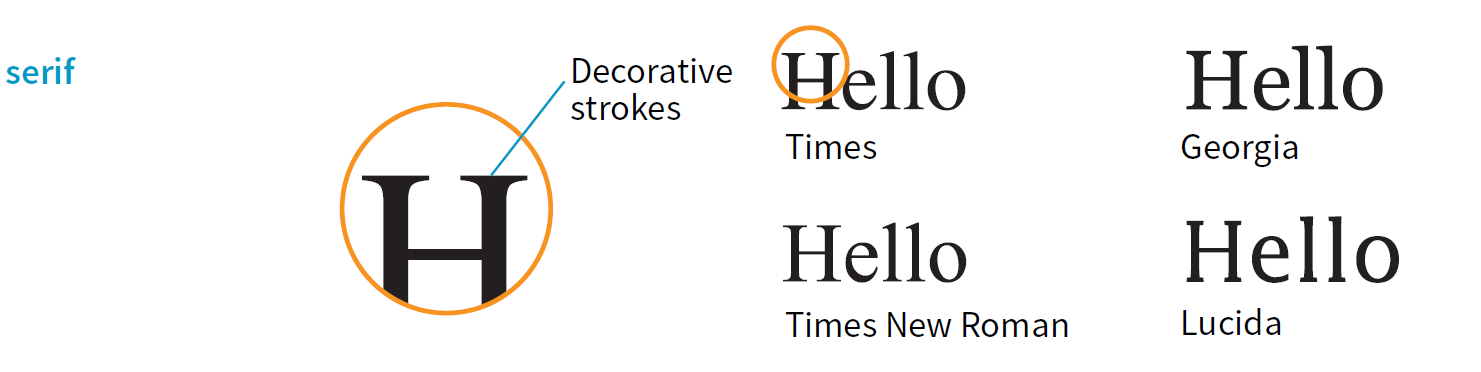 serif
Decorative
strokes
H
Hello
Times
Hello
Georgia
Hello
Times New Roman
Hello
Lucida